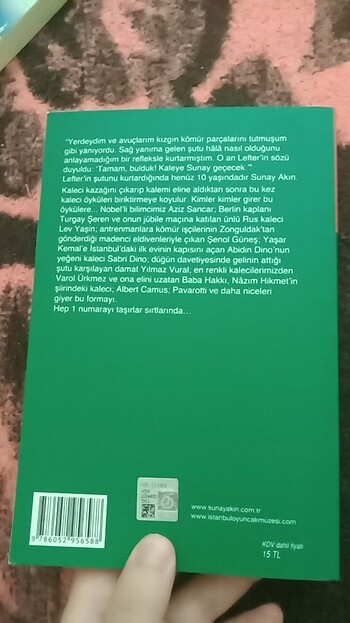 "Yerdeydim ve avuçlarım kızgın kömür parçalarını tutmuşum
gibi yanıyordu. Sağ yanıma gelen şutu hâlâ nasıl olduğunu
anlayamadığım bir refleksle kurtarmıştım. O an Lefter'in sözü
duyuldu: 'Tamam, bulduk! Kaleye Sunay geçecek.'"
Lefter'in şutunu kurtardığında henüz 10 yaşındadır Sunay Akın.
Kaleci kazağını çıkarıp kalemi eline aldıktan sonra bu kez
kaleci öyküleri biriktirmeye koyulur. Kimler kimler girer bu
öykülere... Nobel'li bilimcimiz Aziz Sancar; Berlin kaplanı
Turgay Şeren ve onun jübile maçına katılan ünlü Rus kaleci
Lev Yaşin; antrenmanlara kömür işçilerinin Zonguldak'tan
gönderdiği madenci eldivenleriyle çıkan Şenol Güneş; Yaşar
Kemal'e İstanbul'daki ilk evinin kapısını açan Abidin Dino'nun
yeğeni kaleci Sabri Dino; düğün davetiyesinde gelinin attığı
şutu karşılayan damat Yılmaz Vural; en renkli kalecilerimizden
Varol Ürkmez ve ona elini uzatan Baba Hakkı, Nâzım Hikmet'in
şiirindeki kaleci; Albert Camus; Pavarotti ve daha niceleri
giyer bu formayı.
Hep 1 numarayı taşırlar sırtlarında...
www.sunayakin.com.tr
www.istanbuloyuncakmuzesi.com
9 786052 956588
KDV dahil fiyatı
15 TL